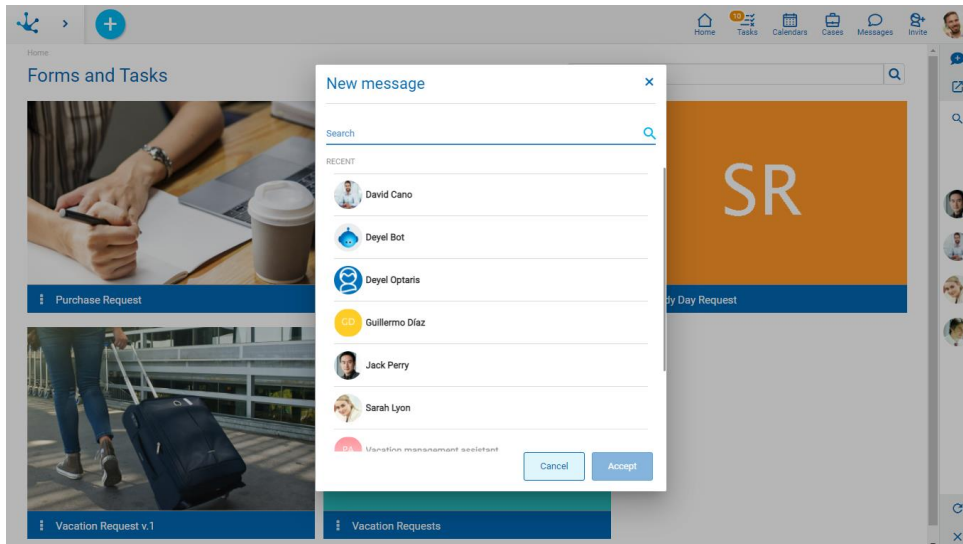 10
Home
Tasks
Calendars
Cases
Messages
Invite
Home
Forms and Tasks
New message
×
Search
RECENT
David Cano
Deyel Bot
Deyel Optaris
CD
Guillermo Díaz
Jack Perry
Sarah Lyon
Vacation management assistant
Cancel
Accept
SR
Purchase Request
dy Day Request
Vacation Request v.1
Vacation Requests